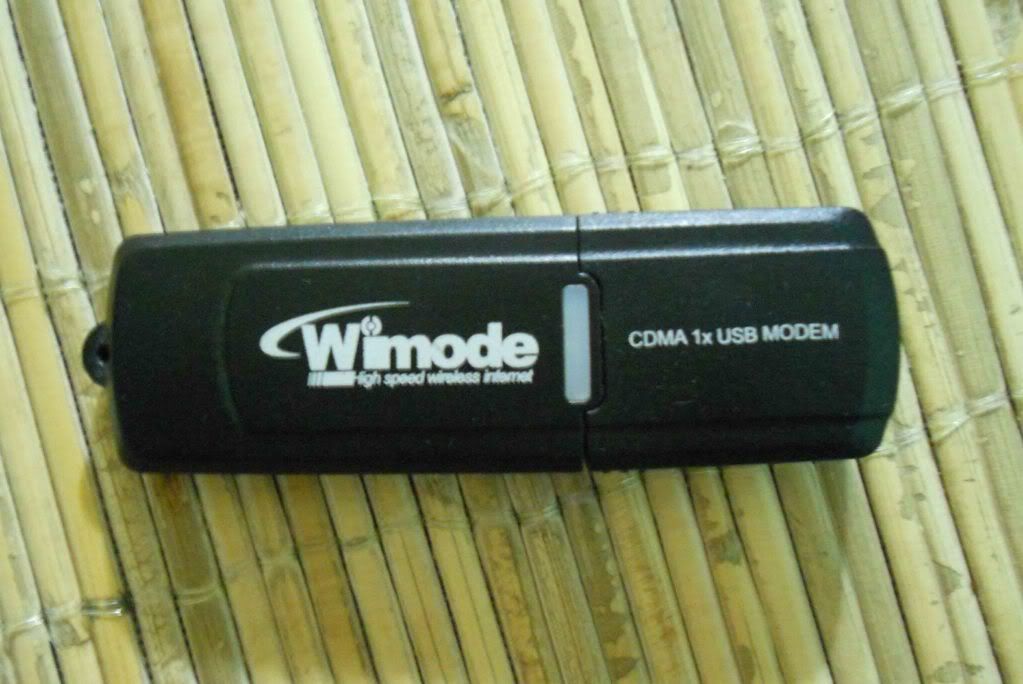 Wimode
High speed wireless internet
CDMA 1x USB MODEM